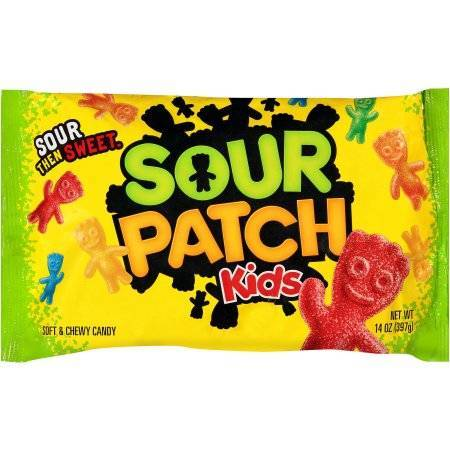 SOUR
THEN SWEET.
SOUR
PATCH
Kids
SOFT & CHEWY CANDY
NET WT
14 OZ (397g)